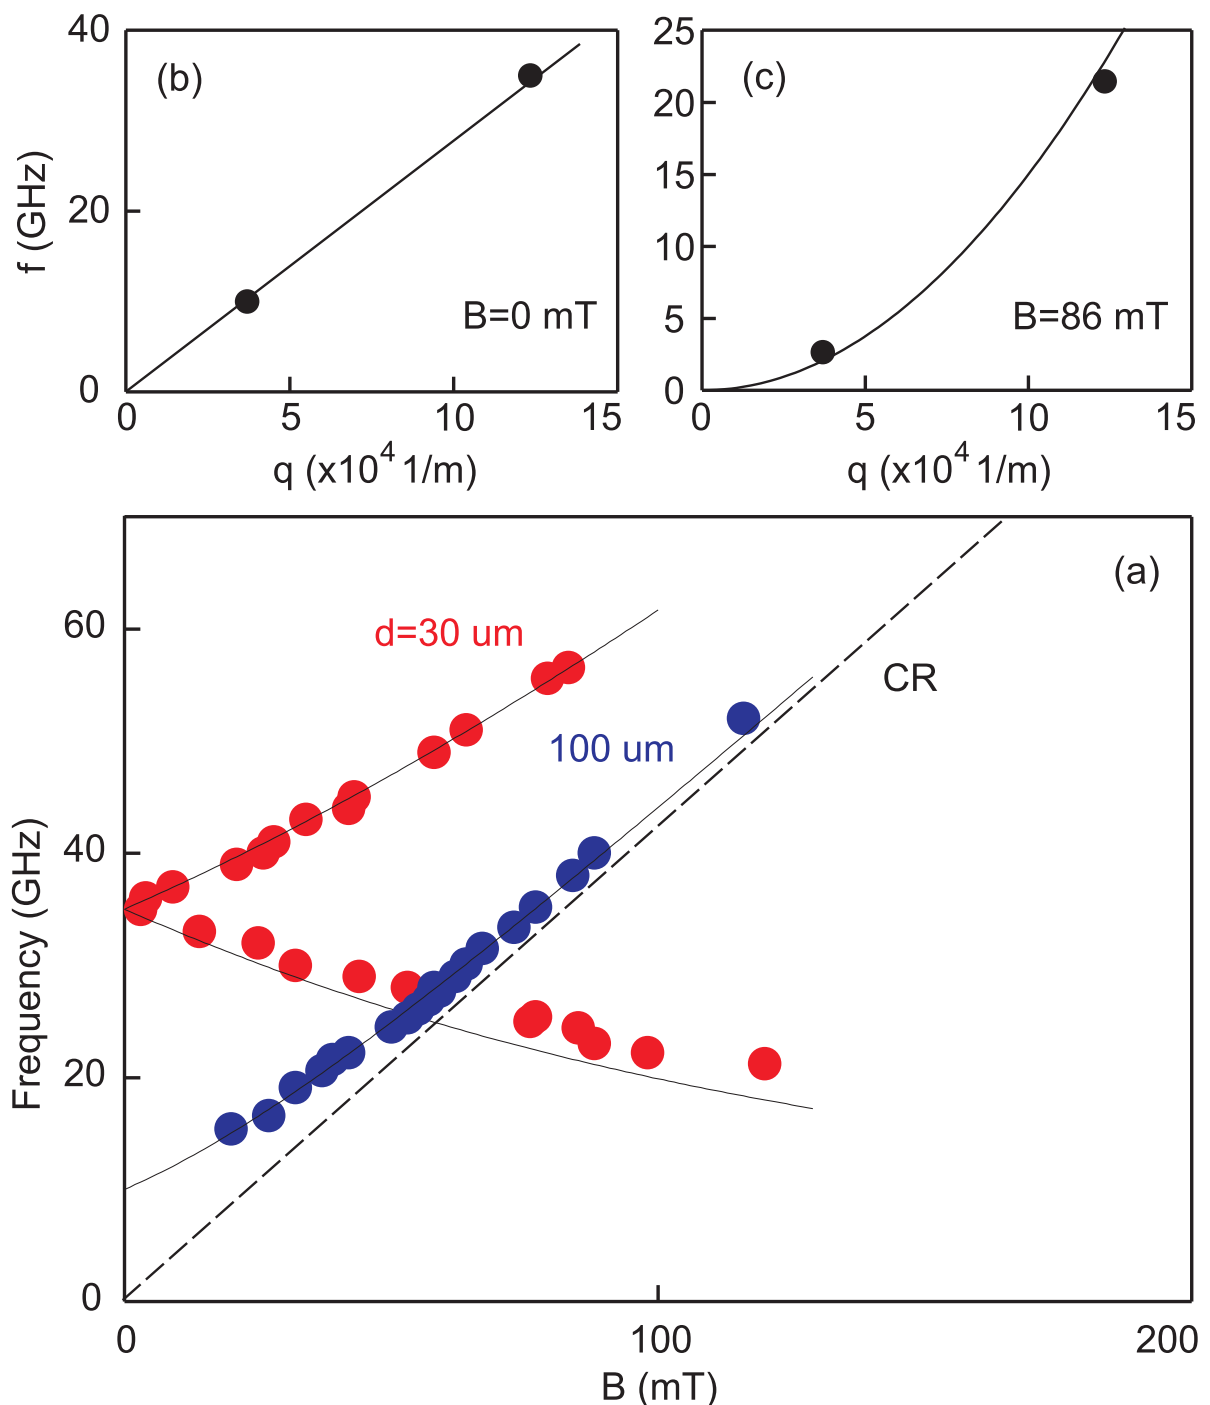 40
20
0
f (GHz)
(b)
B=0 mT
0 5 10 15
q (x10⁴ 1/m)
25
20
15
10
5
0
(c)
B=86 mT
0 5 10 15
q (x10⁴ 1/m)
60
40
20
0
Frequency (GHz)
(a)
d=30 um
100 um
CR
0 100 200
B (mT)